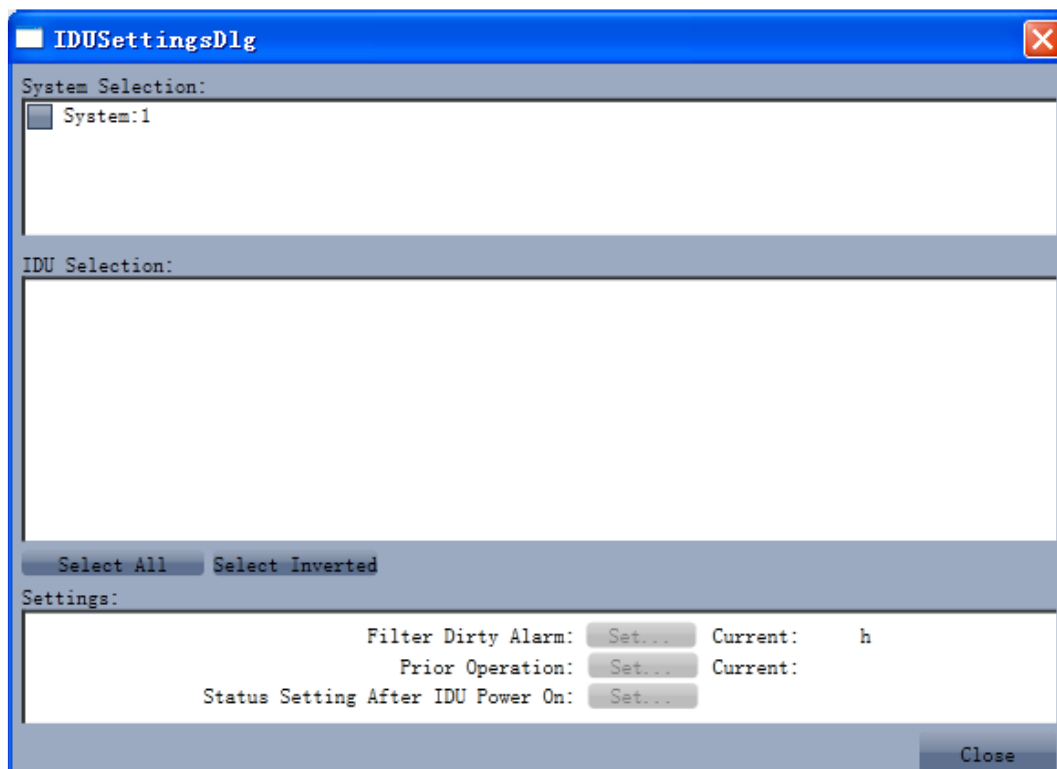 IDUSettingsDlg
System Selection:
System:1
IDU Selection:
Select All Select Inverted
Settings:
Filter Dirty Alarm: Set... Current: h
Prior Operation: Set... Current:
Status Setting After IDU Power On: Set...
Close